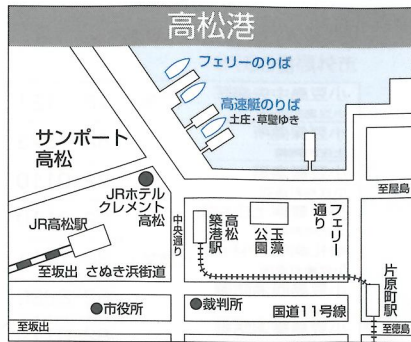 高松港
フェリーのりば
高速艇のりば
土庄・草壁ゆき
サンポート
高松
JRホテル
クレメント
高松
至屋島
JR高松駅
中央通り
高松
築港駅
玉藻
公園
フェリー
通り
片原町駅
至坂出 さぬき浜街道
●市役所
●裁判所
国道11号線
至坂出
至徳島